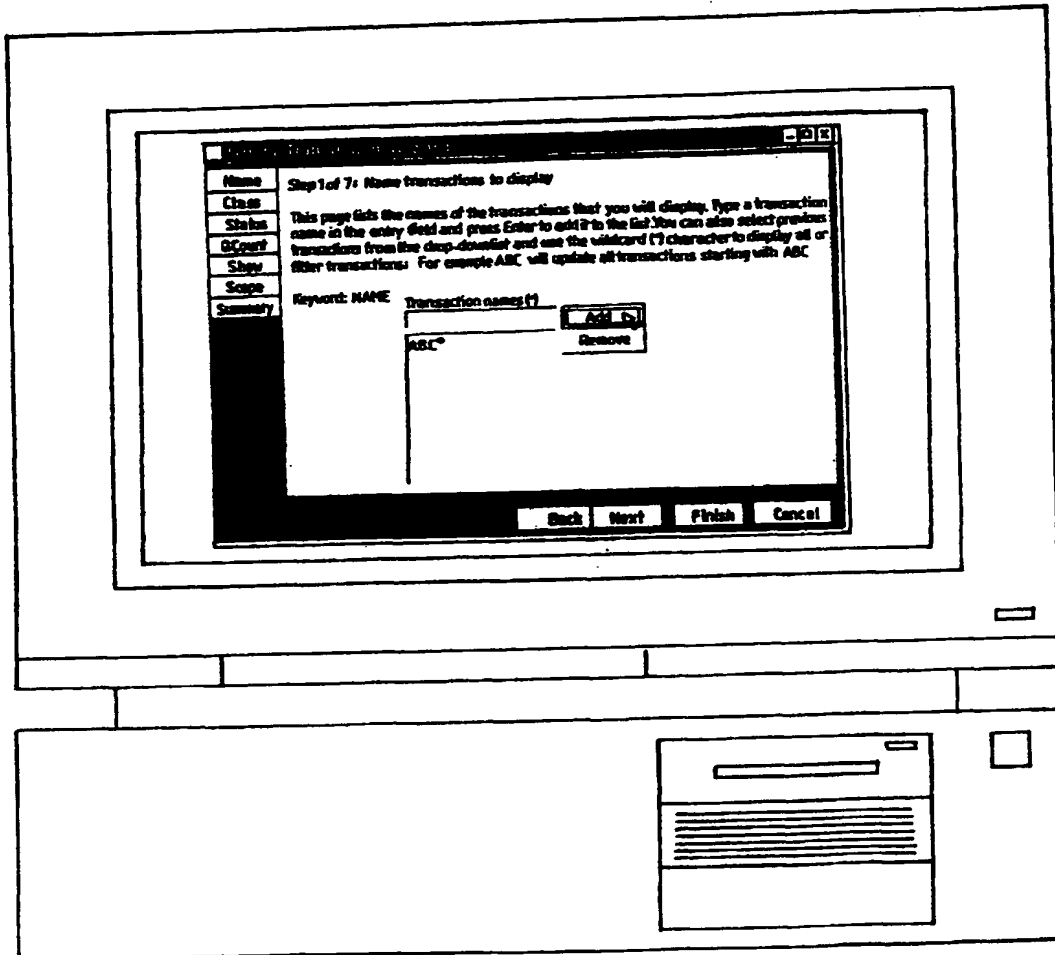 Name
Class
Status
QCount
Show
Scope
Summary
Step 1 of 7: Name transactions to display
This page lists the names of the transactions that you will display. Type a transaction
name in the entry field and press Enter to add it to the list. You can also select previous
transactions from the drop-down list and use the wildcard (*) character to display all or
filter transactions: For example ABC will update all transactions starting with ABC
Keyword: NAME
Transaction names (*)
Add
ABC*
Remove
Back
Next
Finish
Cancel